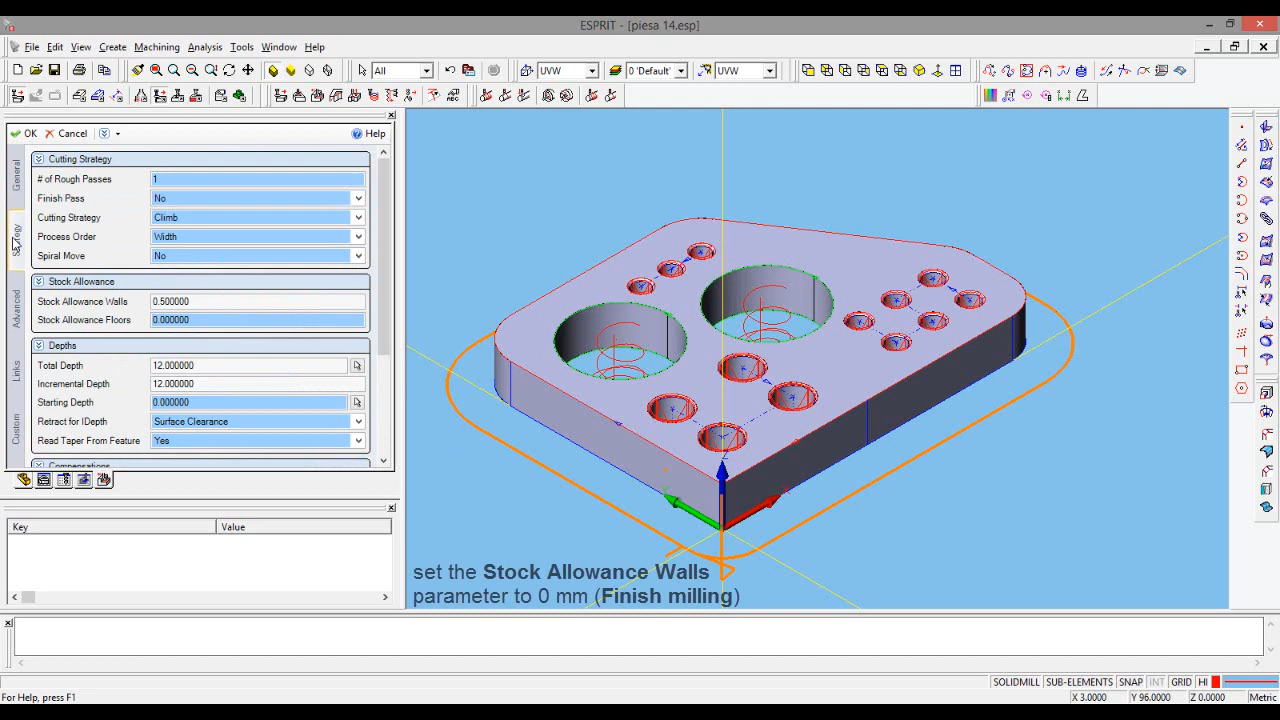 ESPRIT - [piesa 14.esp]
File Edit View Create Machining Analysis Tools Window Help
All UVW 0 'Default' UVW
OK Cancel Help
General
Strategy
Advanced
Links
Custom
Cutting Strategy
# of Rough Passes 1
Finish Pass No
Cutting Strategy Climb
Process Order Width
Spiral Move No
Stock Allowance
Stock Allowance Walls 0.500000
Stock Allowance Floors 0.000000
Depths
Total Depth 12.000000
Incremental Depth 12.000000
Starting Depth 0.000000
Retract for IDepth Surface Clearance
Read Taper From Feature Yes
Compensations
Key Value
set the Stock Allowance Walls
parameter to 0 mm (Finish milling)
SOLIDMILL SUB-ELEMENTS SNAP INT GRID HI
For Help, press F1 X 3.0000 Y 96.0000 Z 0.0000 Metric